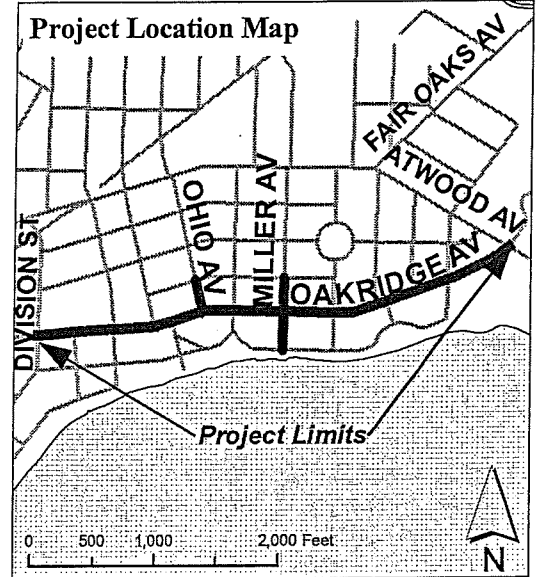 Project Location Map
FAIR OAKS AV
ATWOOD AV
OHIO AV
MILLER AV
OAKRIDGE AV
DIVISION ST
Project Limits
0 500 1,000 2,000 Feet
N